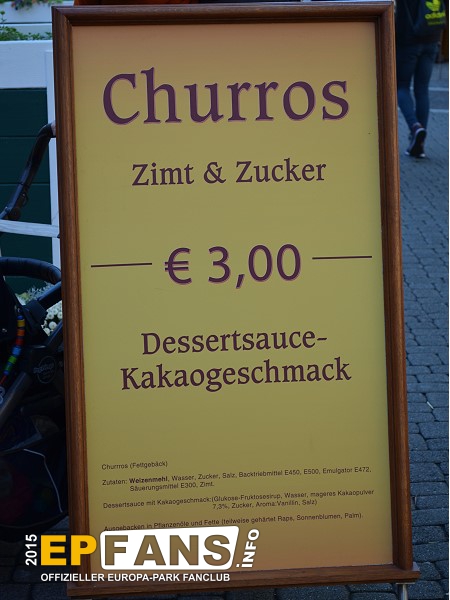 Churros
Zimt & Zucker
€ 3,00
Dessertsauce-
Kakaogeschmack
Churros (Fettgebäck)
Zutaten: Weizenmehl, Wasser, Zucker, Salz, Backtriebmittel E450, E500, Emulgator E472,
Säuerungsmittel E300, Zimt.
Dessertsauce mit Kakaogeschmack:(Glukose-Fruktosesirup, Wasser, mageres Kakaopulver
7,3%, Zucker, Aroma:Vanillin, Salz)
Ausgebacken in Pflanzenöle und Fette (teilweise gehärtet Raps, Sonnenblumen, Palm).
2015 EPFANS.iNFO
OFFIZIELLER EUROPA-PARK FANCLUB